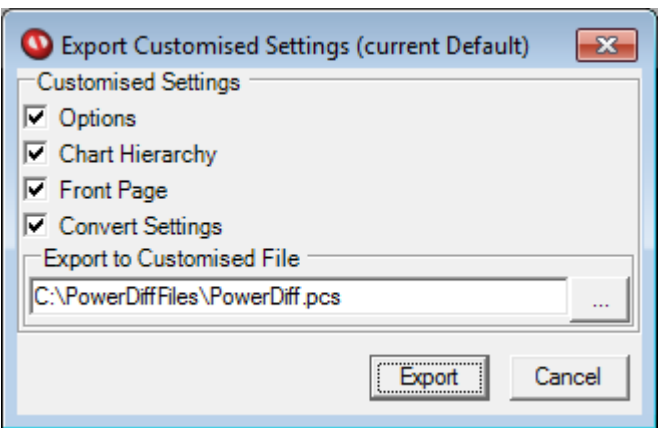 Export Customised Settings (current Default)
Customised Settings
Options
Chart Hierarchy
Front Page
Convert Settings
Export to Customised File
C:\PowerDiffFiles\PowerDiff.pcs
...
Export Cancel